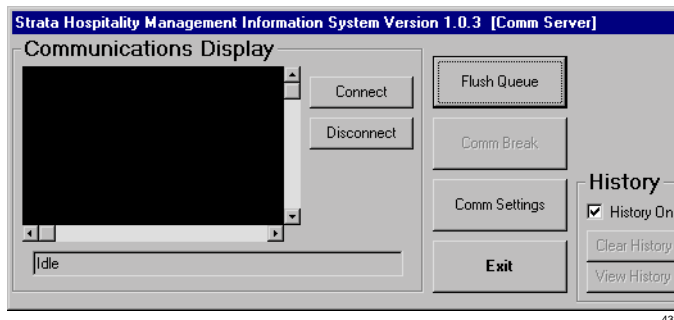 Strata Hospitality Management Information System Version 1.0.3 [Comm Server]
Communications Display
Connect
Disconnect
Idle
Flush Queue
Comm Break
Comm Settings
Exit
History
History On
Clear History
View History
43